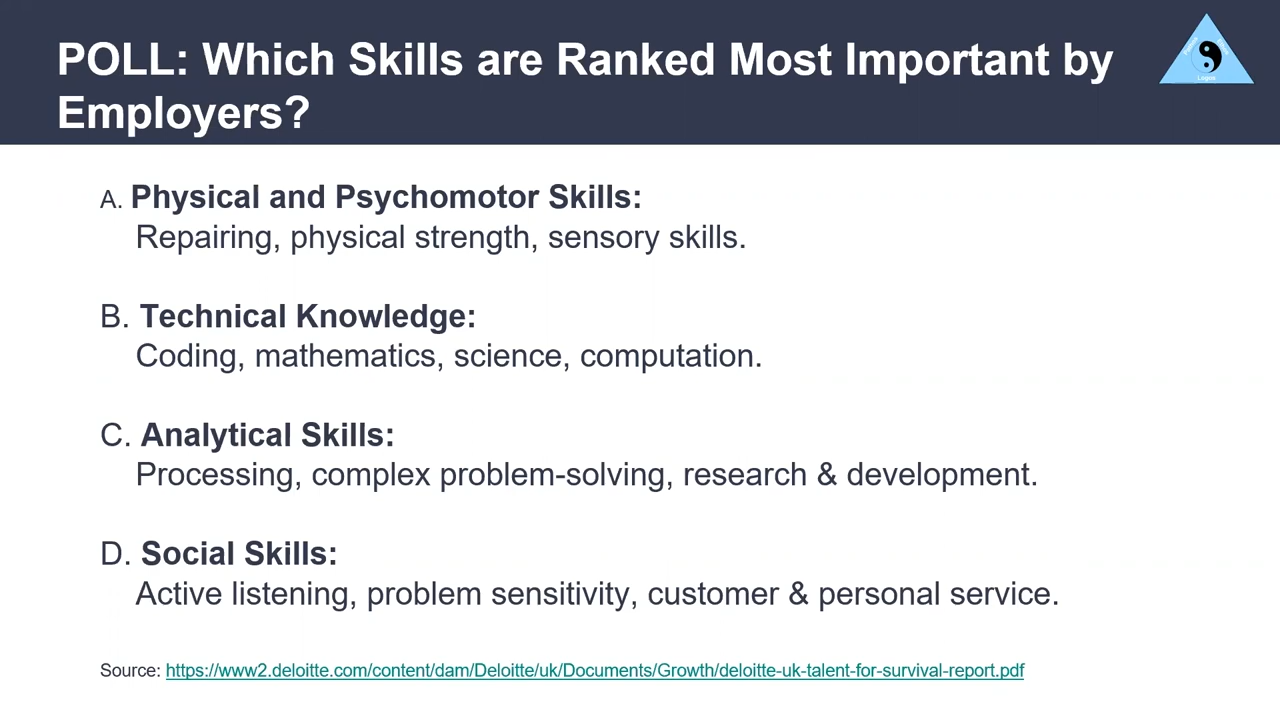 POLL: Which Skills are Ranked Most Important by
Employers?
Logos
A. Physical and Psychomotor Skills:
Repairing, physical strength, sensory skills.
B. Technical Knowledge:
Coding, mathematics, science, computation.
C. Analytical Skills:
Processing, complex problem-solving, research & development.
D. Social Skills:
Active listening, problem sensitivity, customer & personal service.
Source: https://www2.deloitte.com/content/dam/Deloitte/uk/Documents/Growth/deloitte-uk-talent-for-survival-report.pdf